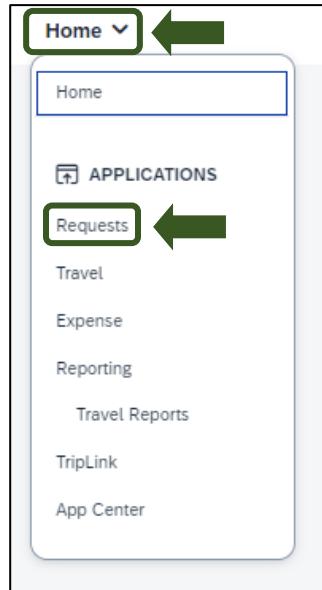 Home
Home
APPLICATIONS
Requests
Travel
Expense
Reporting
Travel Reports
TripLink
App Center